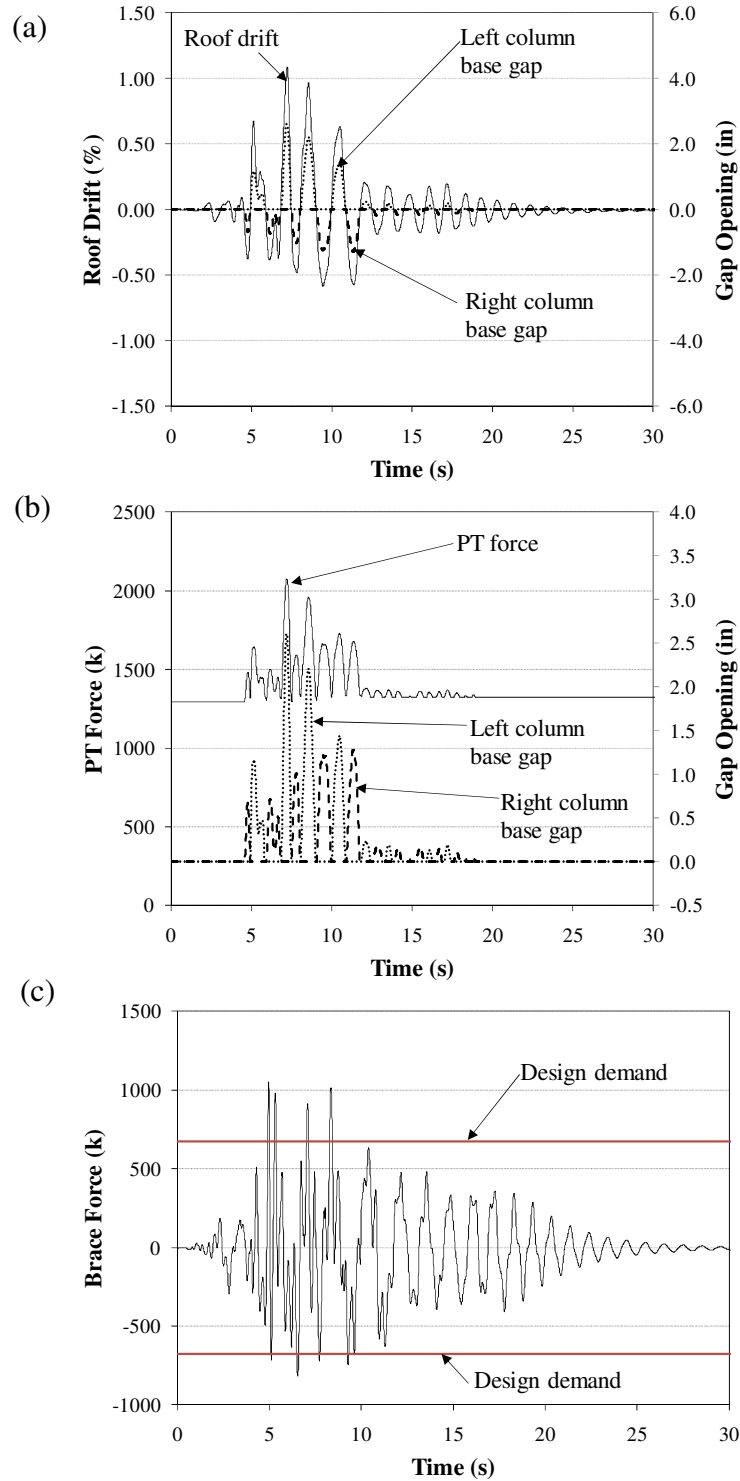 (a)
Roof Drift (%)
1.50
1.00
0.50
0.00
-0.50
-1.00
-1.50
Roof drift
Left column
base gap
Right column
base gap
6.0
4.0
2.0
0.0
-2.0
-4.0
-6.0
Gap Opening (in)
0 5 10 15 20 25 30
Time (s)
(b)
PT Force (k)
2500
2000
1500
1000
500
0
PT force
Left column
base gap
Right column
base gap
4.0
3.5
3.0
2.5
2.0
1.5
1.0
0.5
0.0
-0.5
Gap Opening (in)
0 5 10 15 20 25 30
Time (s)
(c)
Brace Force (k)
1500
1000
500
0
-500
-1000
Design demand
Design demand
0 5 10 15 20 25 30
Time (s)